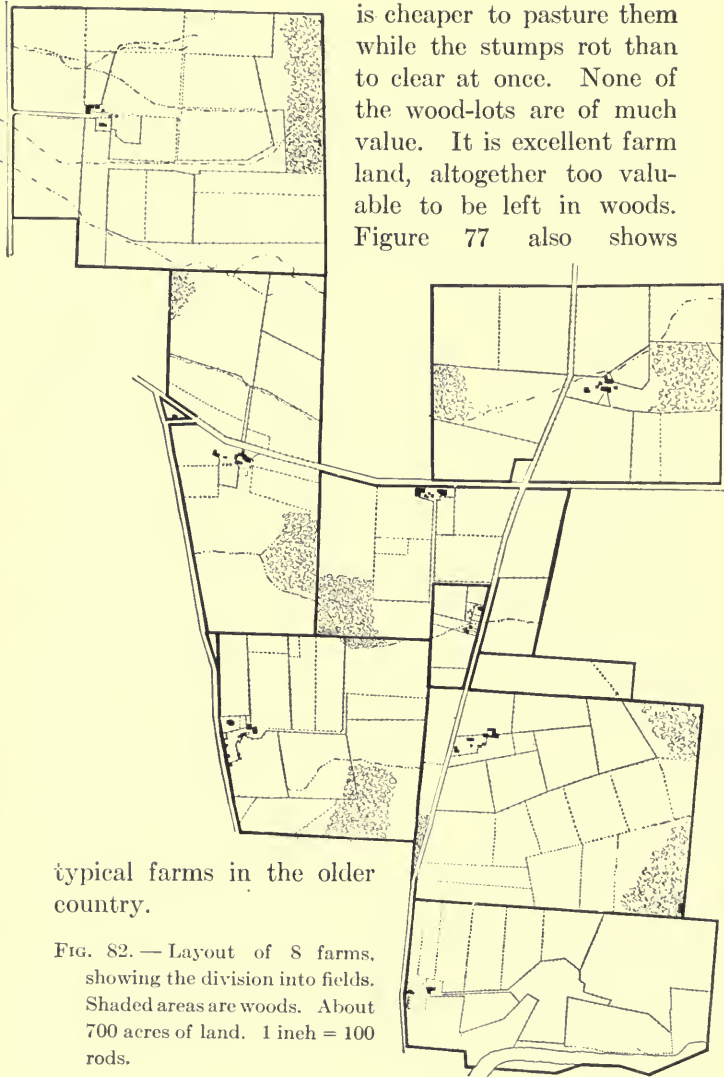 is cheaper to pasture them
while the stumps rot than
to clear at once. None of
the wood-lots are of much
value. It is excellent farm
land, altogether too valu-
able to be left in woods.
Figure 77 also shows
typical farms in the older
country.
FIG. 82. — Layout of 8 farms,
showing the division into fields.
Shaded areas are woods. About
700 acres of land. 1 inch = 100
rods.